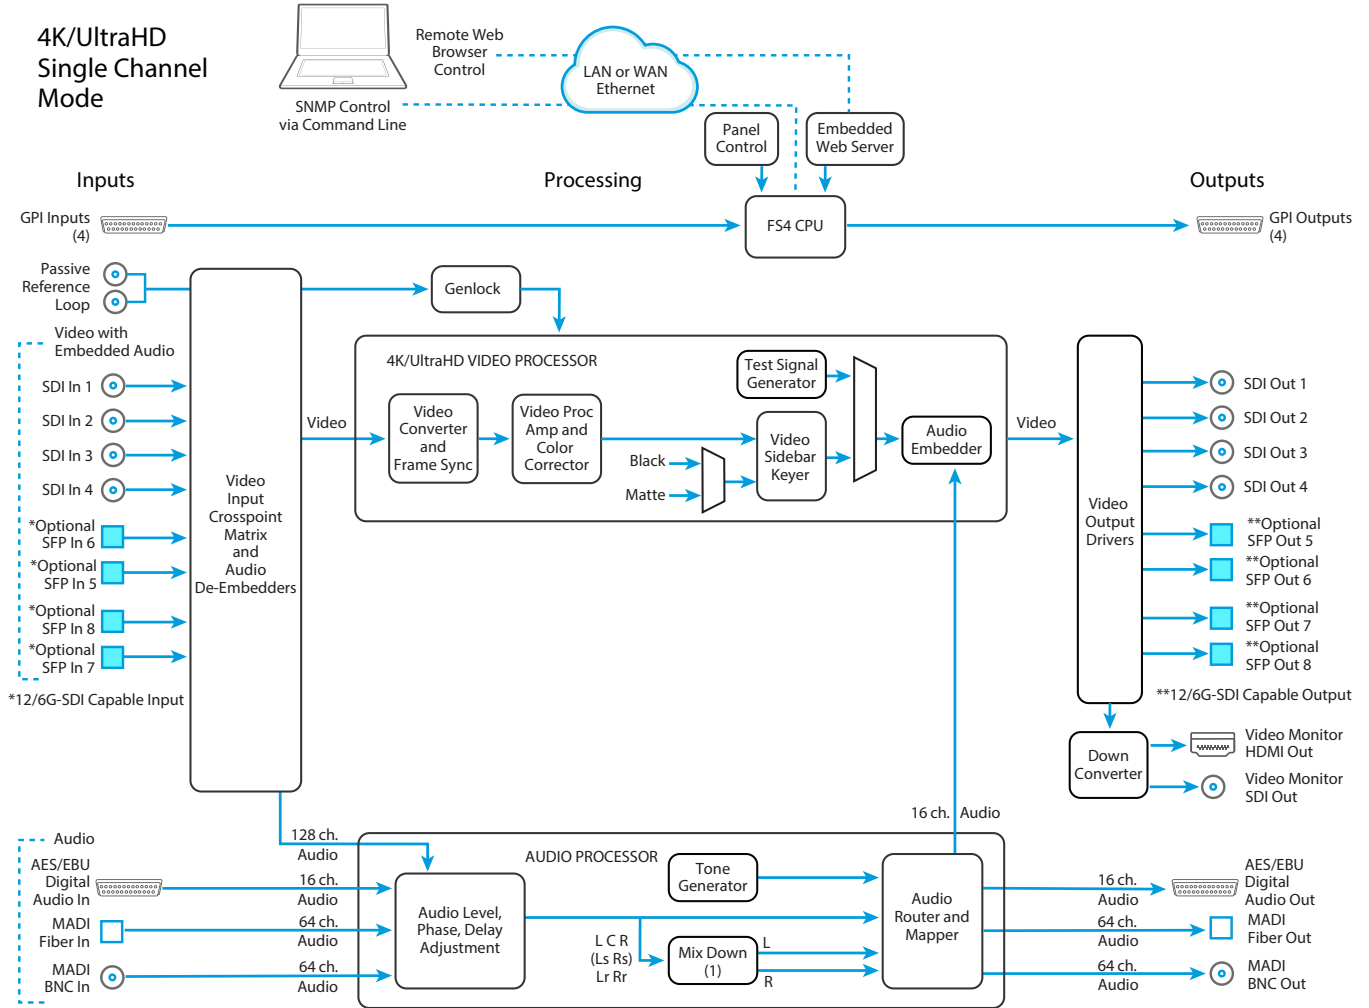 4K/UltraHD
Single Channel
Mode
Remote Web
Browser
Control
SNMP Control
via Command Line
LAN or WAN
Ethernet
Panel
Control
Embedded
Web Server
Inputs
Processing
Outputs
GPI Inputs
(4)
FS4 CPU
GPI Outputs
(4)
Passive
Reference
Loop
Genlock
Video with
Embedded Audio
SDI In 1
SDI In 2
SDI In 3
SDI In 4
*Optional
SFP In 6
*Optional
SFP In 5
*Optional
SFP In 8
*Optional
SFP In 7
*12/6G-SDI Capable Input
Video
Input
Crosspoint
Matrix
and
Audio
De-Embedders
Video
4K/UltraHD VIDEO PROCESSOR
Video
Converter
and
Frame Sync
Video Proc
Amp and
Color
Corrector
Test Signal
Generator
Black
Matte
Video
Sidebar
Keyer
Audio
Embedder
Video
Video
Output
Drivers
SDI Out 1
SDI Out 2
SDI Out 3
SDI Out 4
**Optional
SFP Out 5
**Optional
SFP Out 6
**Optional
SFP Out 7
**Optional
SFP Out 8
**12/6G-SDI Capable Output
Down
Converter
Video Monitor
HDMI Out
Video Monitor
SDI Out
16 ch. Audio
Audio
AES/EBU
Digital
Audio In
MADI
Fiber In
MADI
BNC In
128 ch.
Audio
16 ch.
Audio
64 ch.
Audio
64 ch.
Audio
AUDIO PROCESSOR
Audio Level,
Phase, Delay
Adjustment
Tone
Generator
L C R
(Ls Rs)
Lr Rr
Mix Down
(1)
L
R
Audio
Router and
Mapper
16 ch.
Audio
64 ch.
Audio
64 ch.
Audio
AES/EBU
Digital
Audio Out
MADI
Fiber Out
MADI
BNC Out